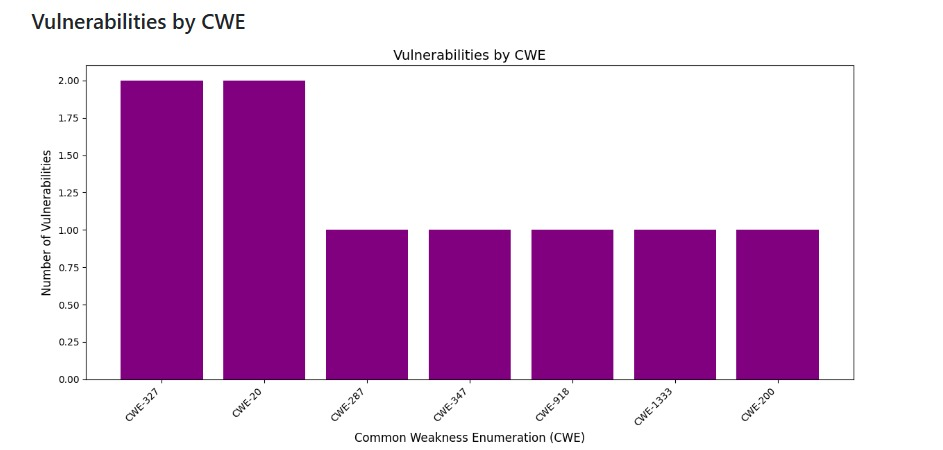 Vulnerabilities by CWE
Vulnerabilities by CWE
Number of Vulnerabilities
2.00
1.75
1.50
1.25
1.00
0.75
0.50
0.25
0.00
CWE-327
CWE-20
CWE-287
CWE-347
CWE-918
CWE-1333
CWE-200
Common Weakness Enumeration (CWE)